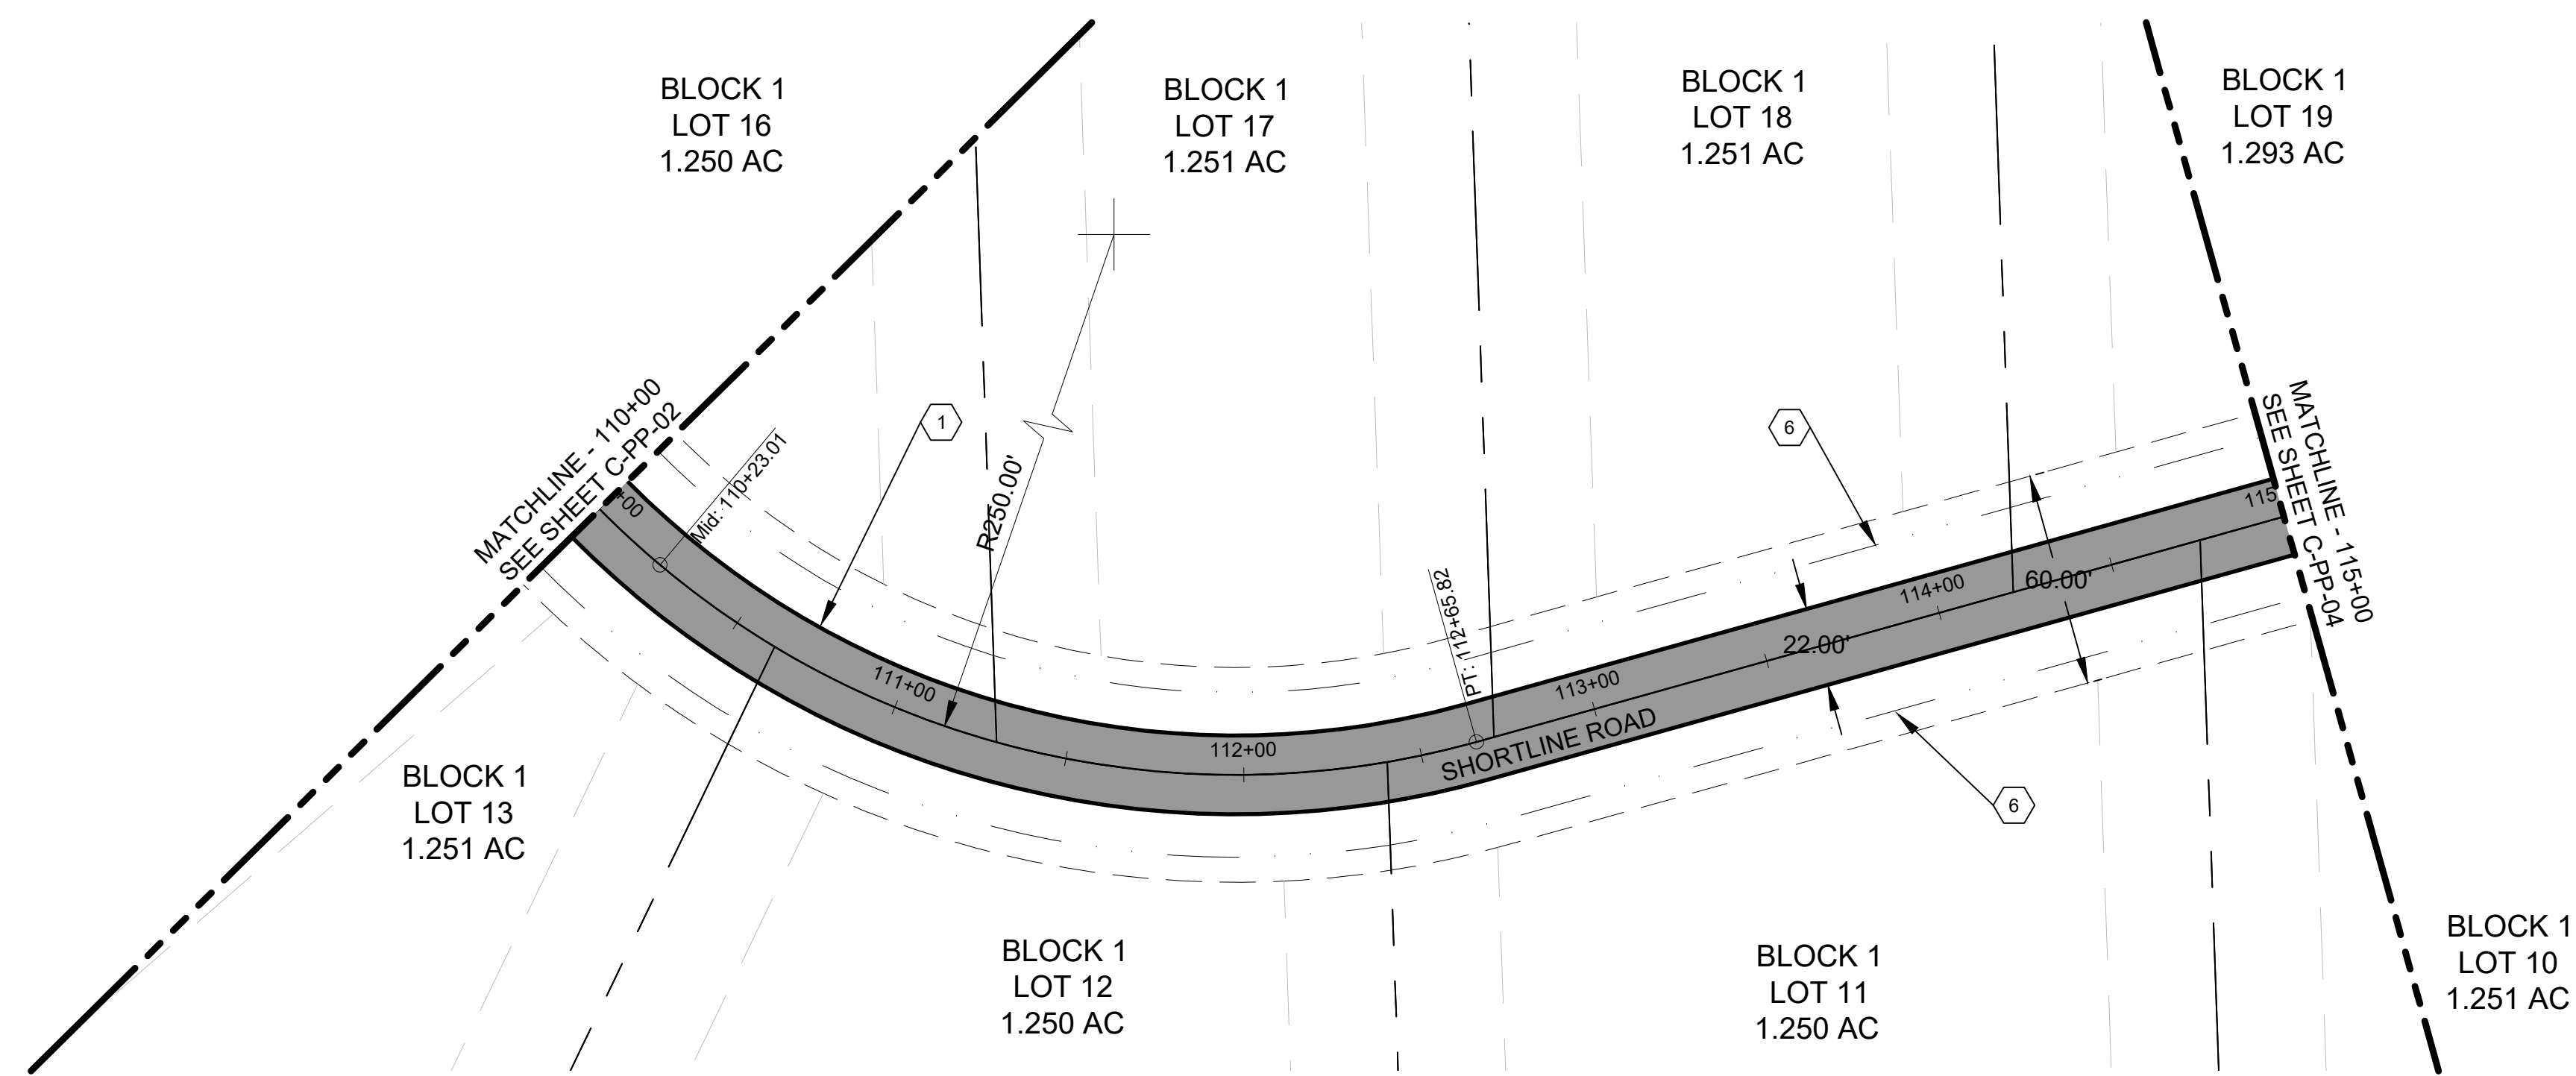 BLOCK 1
LOT 16
1.250 AC
BLOCK 1
LOT 17
1.251 AC
BLOCK 1
LOT 18
1.251 AC
BLOCK 1
LOT 19
1.293 AC
MATCHLINE - 110+00
SEE SHEET C-PP-02
+00
Mid: 110+23.01
1
R250.00'
6
MATCHLINE - 115+00
SEE SHEET C-PP-04
115
111+00
112+00
PT: 112+65.82
113+00
114+00
60.00'
22.00'
SHORTLINE ROAD
6
BLOCK 1
LOT 13
1.251 AC
BLOCK 1
LOT 12
1.250 AC
BLOCK 1
LOT 11
1.250 AC
BLOCK 1
LOT 10
1.251 AC